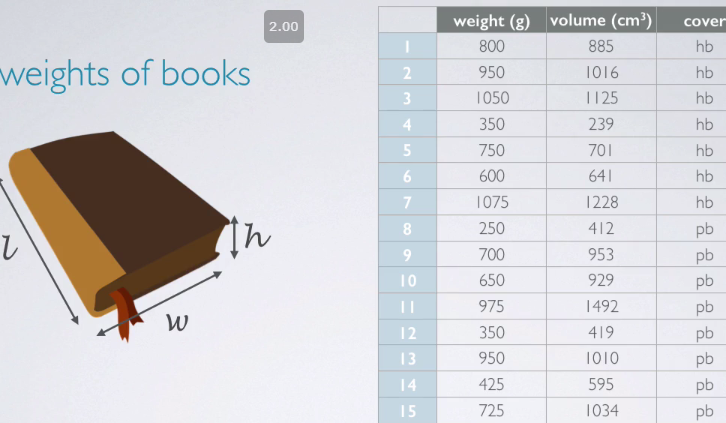 2.00
weights of books
l
h
w
weight (g) volume (cm³) cover
1 800 885 hb
2 950 1016 hb
3 1050 1125 hb
4 350 239 hb
5 750 701 hb
6 600 641 hb
7 1075 1228 hb
8 250 412 pb
9 700 953 pb
10 650 929 pb
11 975 1492 pb
12 350 419 pb
13 950 1010 pb
14 425 595 pb
15 725 1034 pb